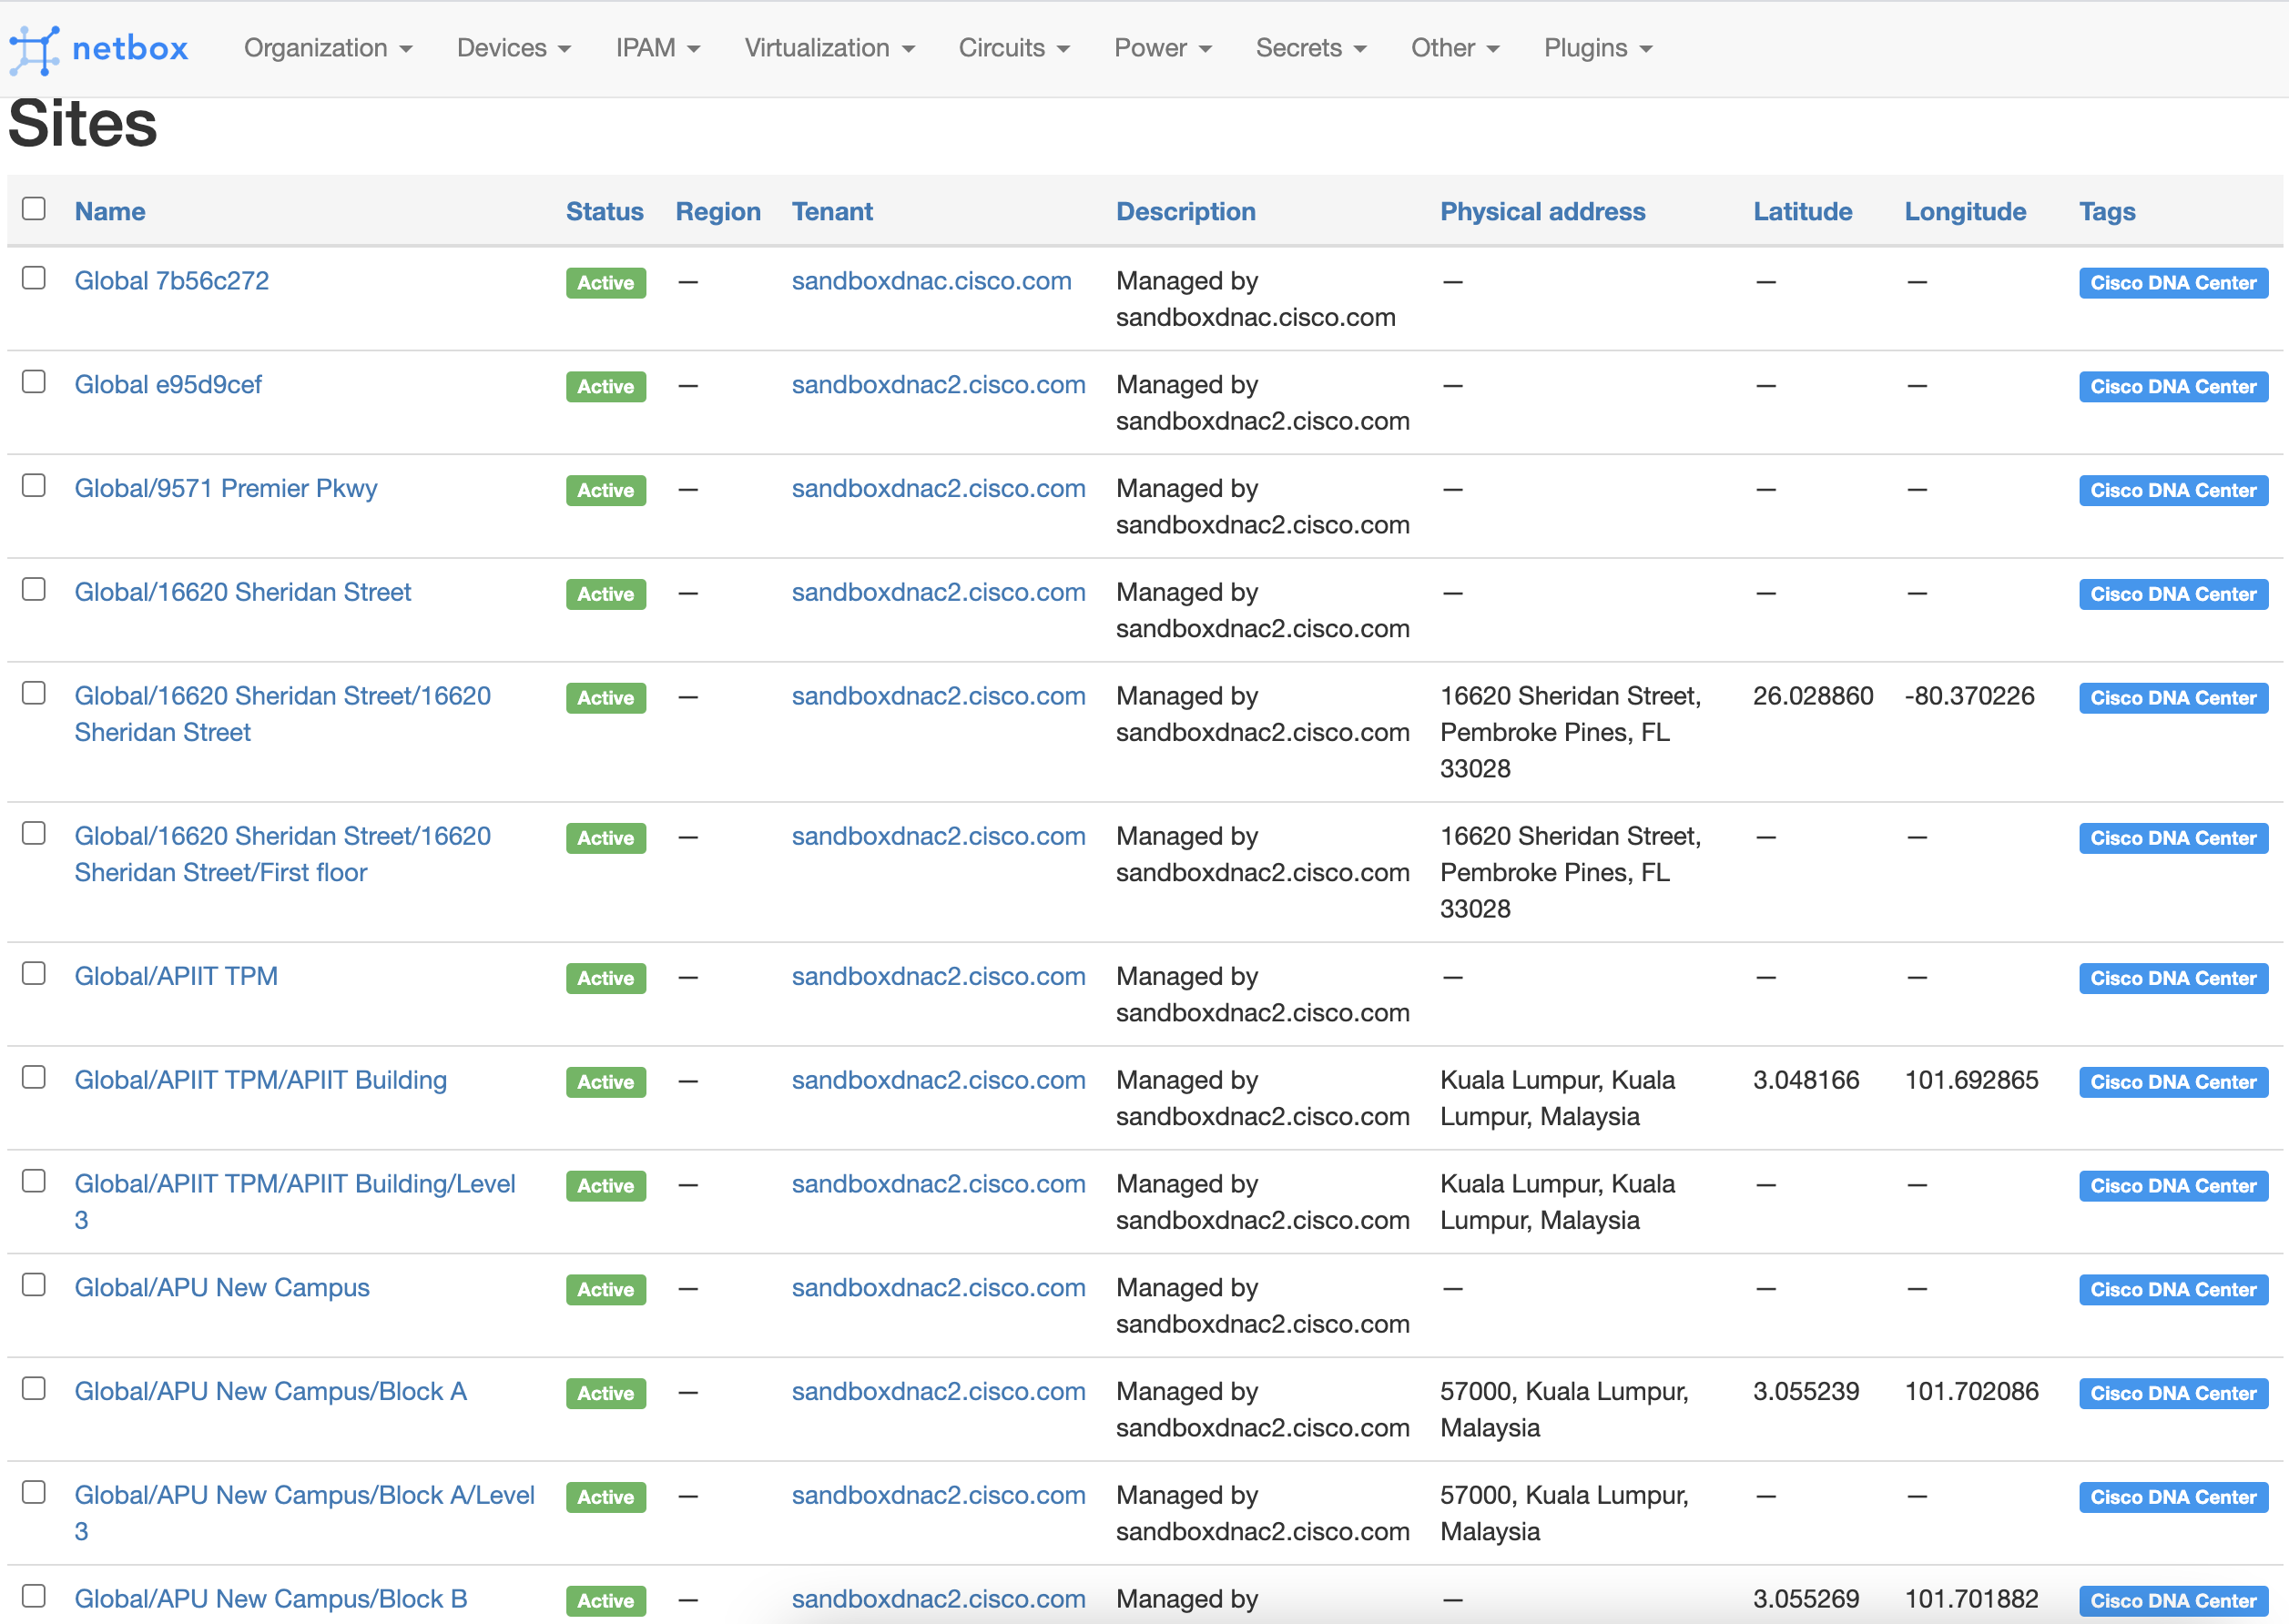 netbox Organization Devices IPAM Virtualization Circuits Power Secrets Other Plugins
Sites
Name Status Region Tenant Description Physical address Latitude Longitude Tags
Global 7b56c272 Active — sandboxdnac.cisco.com Managed by — — — Cisco DNA Center
sandboxdnac.cisco.com
Global e95d9cef Active — sandboxdnac2.cisco.com Managed by — — — Cisco DNA Center
sandboxdnac2.cisco.com
Global/9571 Premier Pkwy Active — sandboxdnac2.cisco.com Managed by — — — Cisco DNA Center
sandboxdnac2.cisco.com
Global/16620 Sheridan Street Active — sandboxdnac2.cisco.com Managed by — — — Cisco DNA Center
sandboxdnac2.cisco.com
Global/16620 Sheridan Street/16620 Active — sandboxdnac2.cisco.com Managed by 16620 Sheridan Street, 26.028860 -80.370226 Cisco DNA Center
Sheridan Street sandboxdnac2.cisco.com Pembroke Pines, FL
33028
Global/16620 Sheridan Street/16620 Active — sandboxdnac2.cisco.com Managed by 16620 Sheridan Street, — — Cisco DNA Center
Sheridan Street/First floor sandboxdnac2.cisco.com Pembroke Pines, FL
33028
Global/APIIT TPM Active — sandboxdnac2.cisco.com Managed by — — — Cisco DNA Center
sandboxdnac2.cisco.com
Global/APIIT TPM/APIIT Building Active — sandboxdnac2.cisco.com Managed by Kuala Lumpur, Kuala 3.048166 101.692865 Cisco DNA Center
sandboxdnac2.cisco.com Lumpur, Malaysia
Global/APIIT TPM/APIIT Building/Level Active — sandboxdnac2.cisco.com Managed by Kuala Lumpur, Kuala — — Cisco DNA Center
3 sandboxdnac2.cisco.com Lumpur, Malaysia
Global/APU New Campus Active — sandboxdnac2.cisco.com Managed by — — — Cisco DNA Center
sandboxdnac2.cisco.com
Global/APU New Campus/Block A Active — sandboxdnac2.cisco.com Managed by 57000, Kuala Lumpur, 3.055239 101.702086 Cisco DNA Center
sandboxdnac2.cisco.com Malaysia
Global/APU New Campus/Block A/Level Active — sandboxdnac2.cisco.com Managed by 57000, Kuala Lumpur, — — Cisco DNA Center
3 sandboxdnac2.cisco.com Malaysia
Global/APU New Campus/Block B Active — sandboxdnac2.cisco.com Managed by — 3.055269 101.701882 Cisco DNA Center